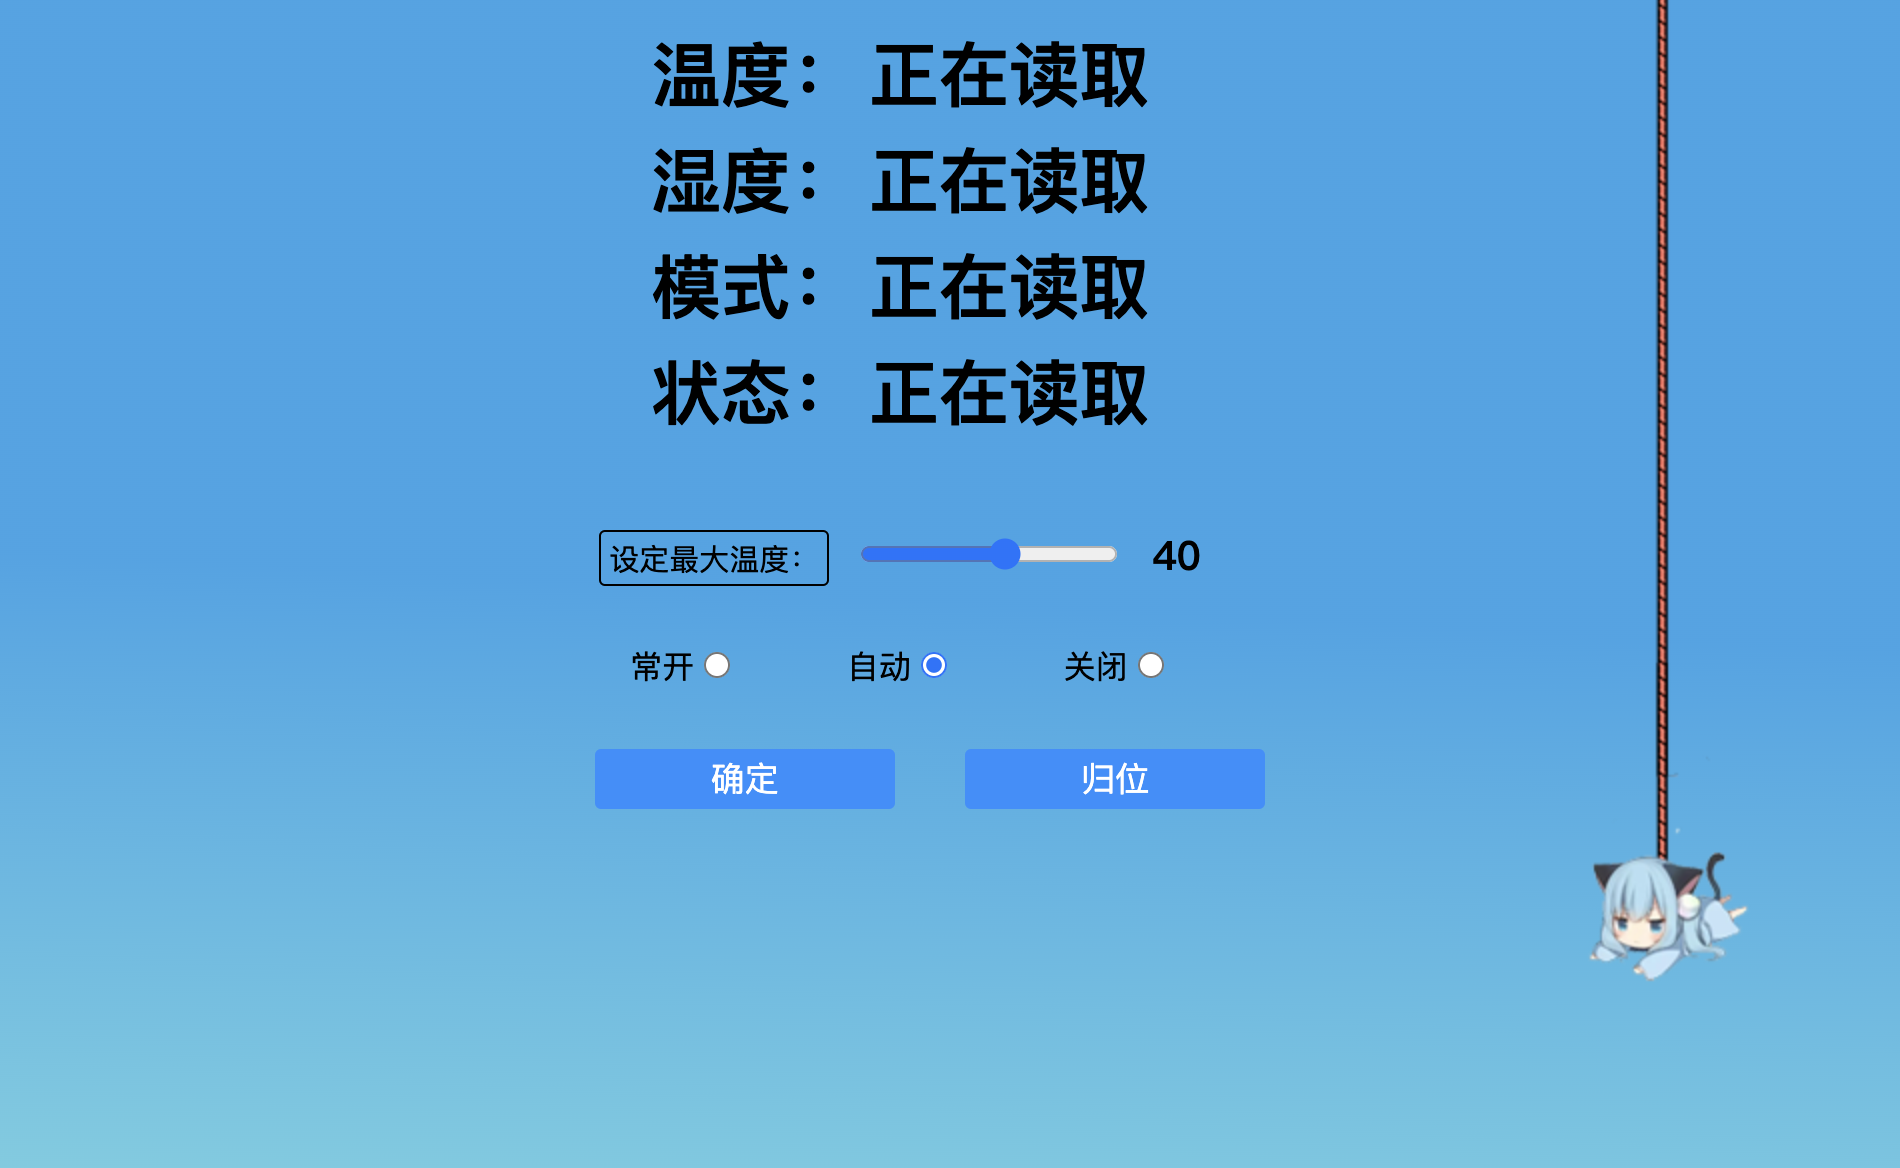 温度：正在读取
湿度：正在读取
模式：正在读取
状态：正在读取
设定最大温度： 40
常开 自动 关闭
确定 归位